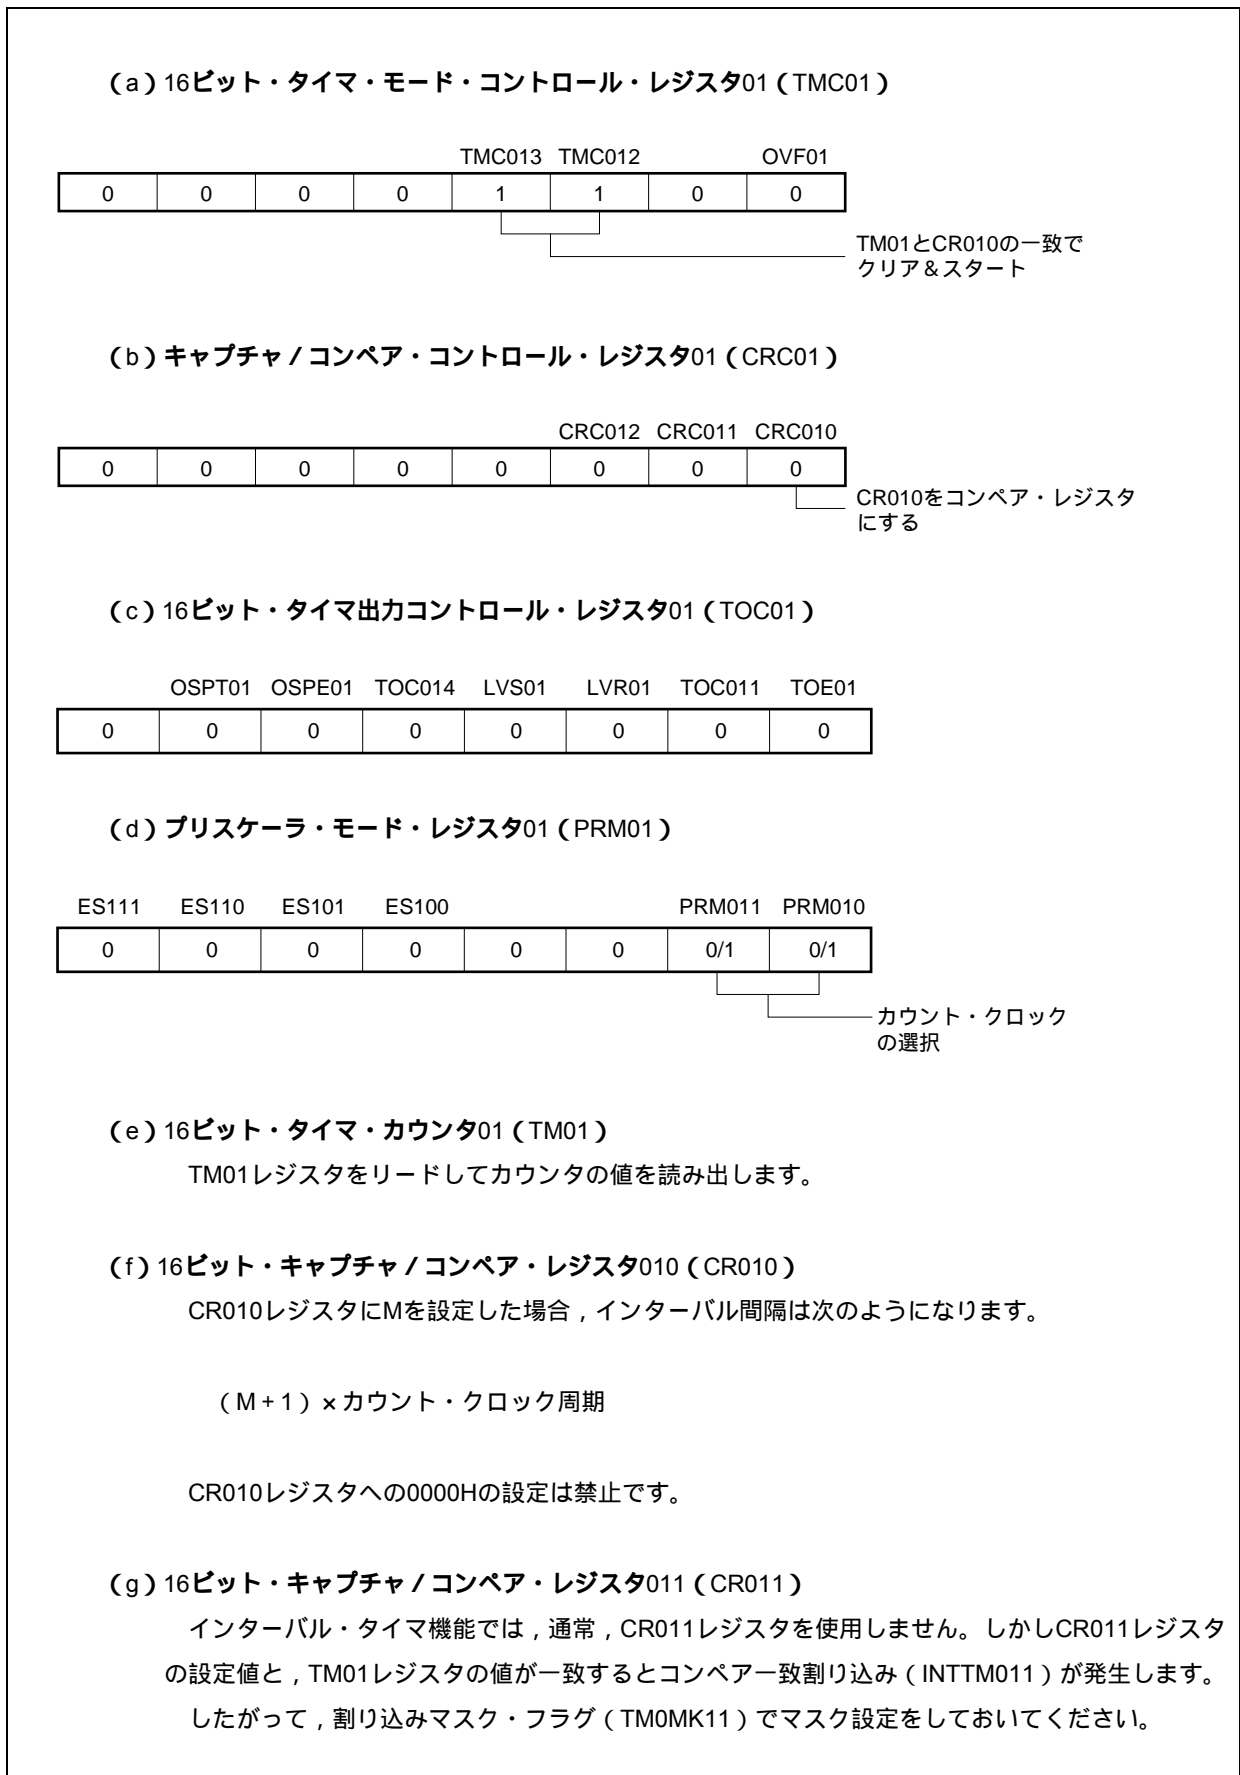 (a)16ビット・タイマ・モード・コントロール・レジスタ01(TMC01)
TMC013 TMC012 OVF01
0 0 0 0 1 1 0 0
TM01とCR010の一致で
クリア&スタート
(b)キャプチャ/コンペア・コントロール・レジスタ01(CRC01)
CRC012 CRC011 CRC010
0 0 0 0 0 0 0 0
CR010をコンペア・レジスタ
にする
(c)16ビット・タイマ出力コントロール・レジスタ01(TOC01)
OSPT01 OSPE01 TOC014 LVS01 LVR01 TOC011 TOE01
0 0 0 0 0 0 0 0
(d)プリスケーラ・モード・レジスタ01(PRM01)
ES111 ES110 ES101 ES100 PRM011 PRM010
0 0 0 0 0 0 0/1 0/1
カウント・クロック
の選択
(e)16ビット・タイマ・カウンタ01(TM01)
TM01レジスタをリードしてカウンタの値を読み出します。
(f)16ビット・キャプチャ/コンペア・レジスタ010(CR010)
CR010レジスタにMを設定した場合,インターバル間隔は次のようになります。
(M+1)×カウント・クロック周期
CR010レジスタへの0000Hの設定は禁止です。
(g)16ビット・キャプチャ/コンペア・レジスタ011(CR011)
インターバル・タイマ機能では,通常,CR011レジスタを使用しません。しかしCR011レジスタ
の設定値と,TM01レジスタの値が一致するとコンペア一致割り込み(INTTM011)が発生します。
したがって,割り込みマスク・フラグ(TM0MK11)でマスク設定をしておいてください。